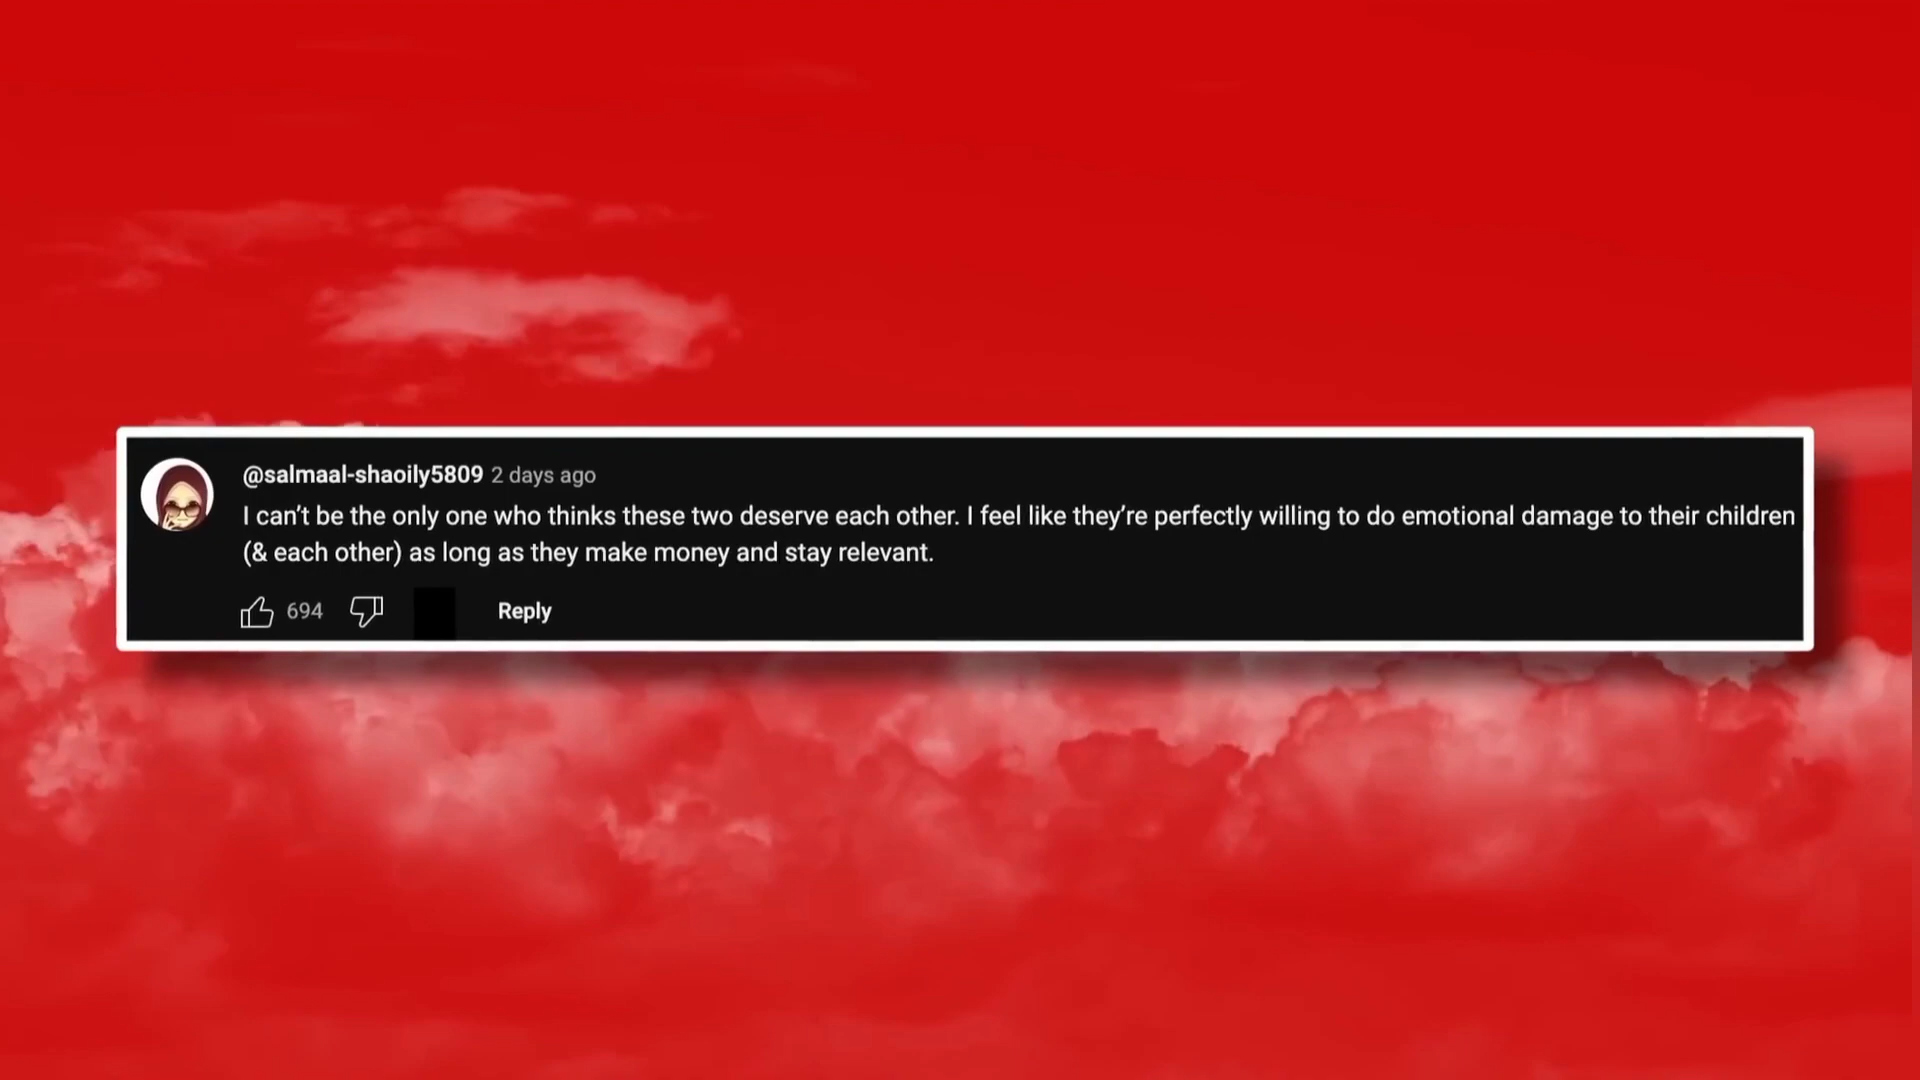 @salmaal-shaoily5809 2 days ago
I can’t be the only one who thinks these two deserve each other. I feel like they’re perfectly willing to do emotional damage to their children
(& each other) as long as they make money and stay relevant.
694 Reply